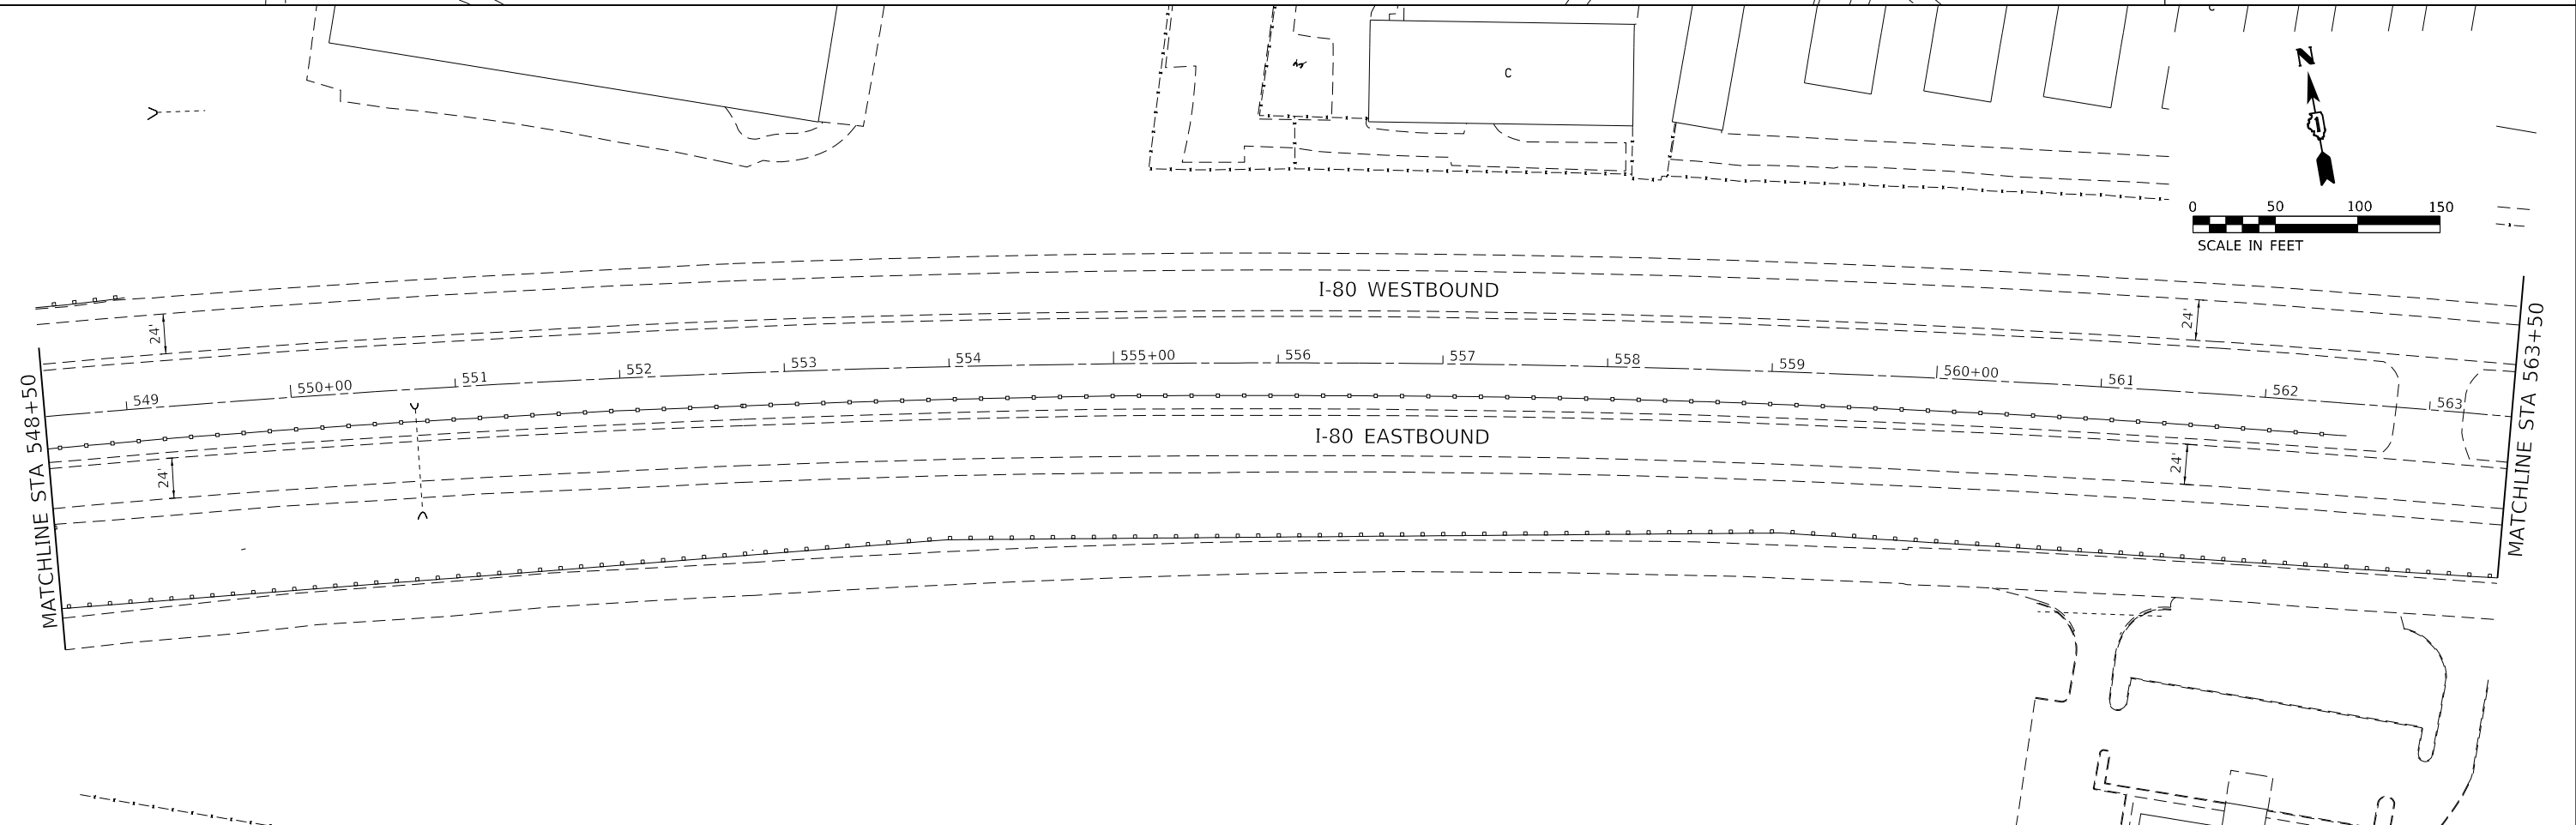 C
C
N
0 50 100 150
SCALE IN FEET
I-80 WESTBOUND
24'
24'
549 550+00 551 552 553 554 555+00 556 557 558 559 560+00 561 562 563
I-80 EASTBOUND
24'
24'
MATCHLINE STA 548+50
MATCHLINE STA 563+50